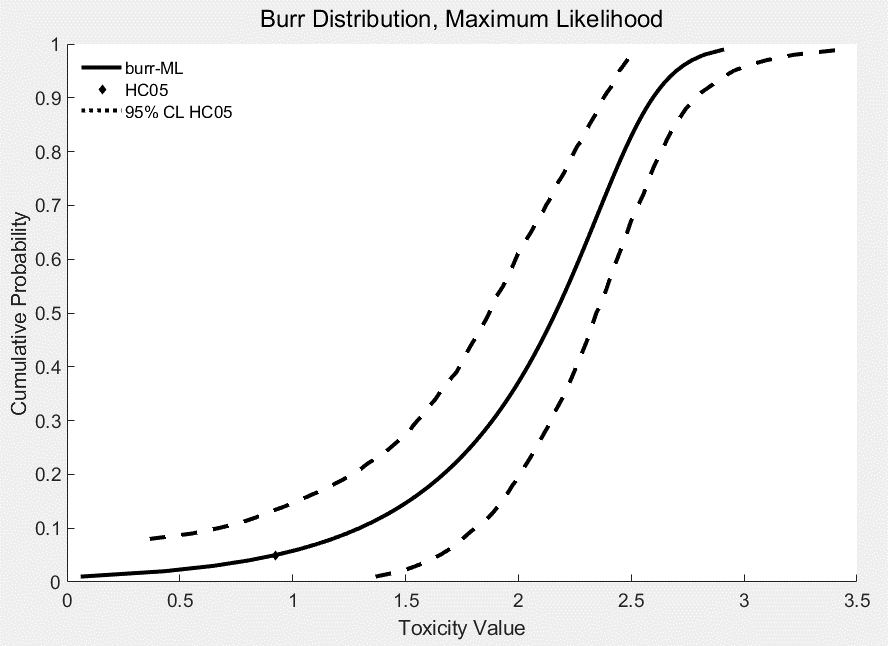 Burr Distribution, Maximum Likelihood
burr-ML
HC05
95% CL HC05
Cumulative Probability
1
0.9
0.8
0.7
0.6
0.5
0.4
0.3
0.2
0.1
0
0 0.5 1 1.5 2 2.5 3 3.5
Toxicity Value